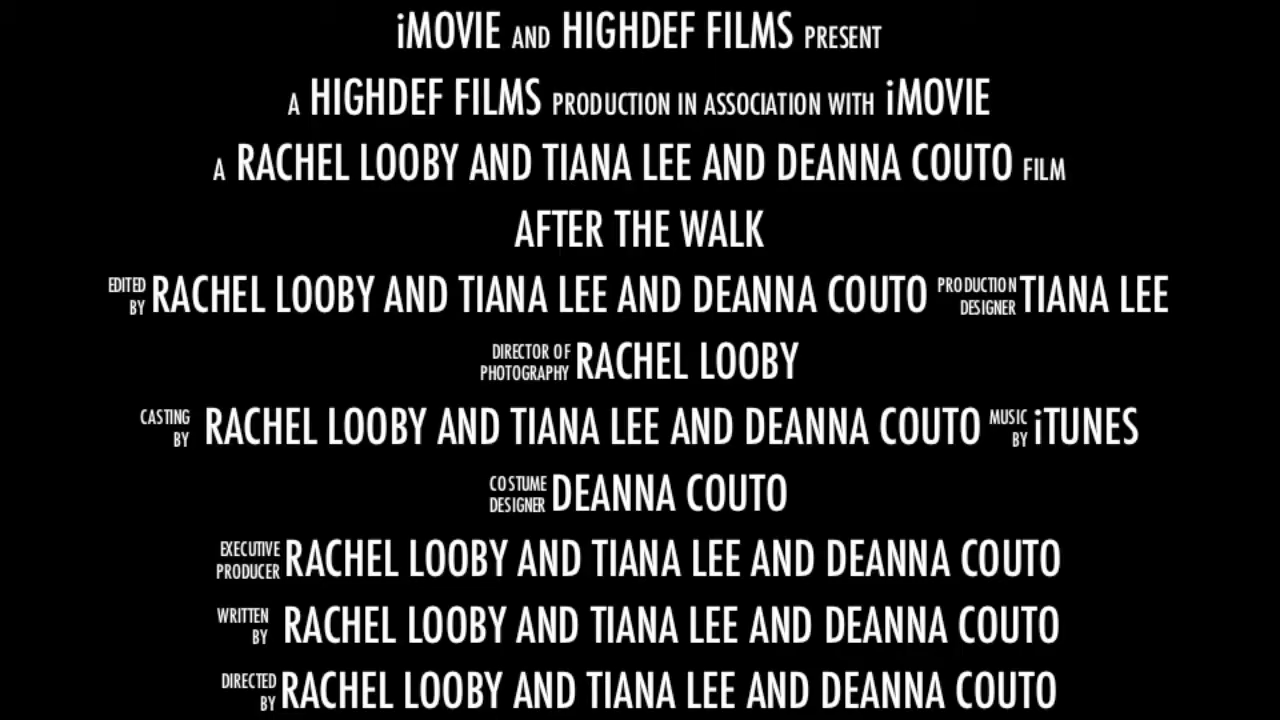 iMOVIE AND HIGHDEF FILMS PRESENT
A HIGHDEF FILMS PRODUCTION IN ASSOCIATION WITH iMOVIE
A RACHEL LOOBY AND TIANA LEE AND DEANNA COUTO FILM
AFTER THE WALK
EDITED BY RACHEL LOOBY AND TIANA LEE AND DEANNA COUTO PRODUCTION DESIGNER TIANA LEE
DIRECTOR OF PHOTOGRAPHY RACHEL LOOBY
CASTING BY RACHEL LOOBY AND TIANA LEE AND DEANNA COUTO MUSIC BY iTUNES
COSTUME DESIGNER DEANNA COUTO
EXECUTIVE PRODUCER RACHEL LOOBY AND TIANA LEE AND DEANNA COUTO
WRITTEN BY RACHEL LOOBY AND TIANA LEE AND DEANNA COUTO
DIRECTED BY RACHEL LOOBY AND TIANA LEE AND DEANNA COUTO